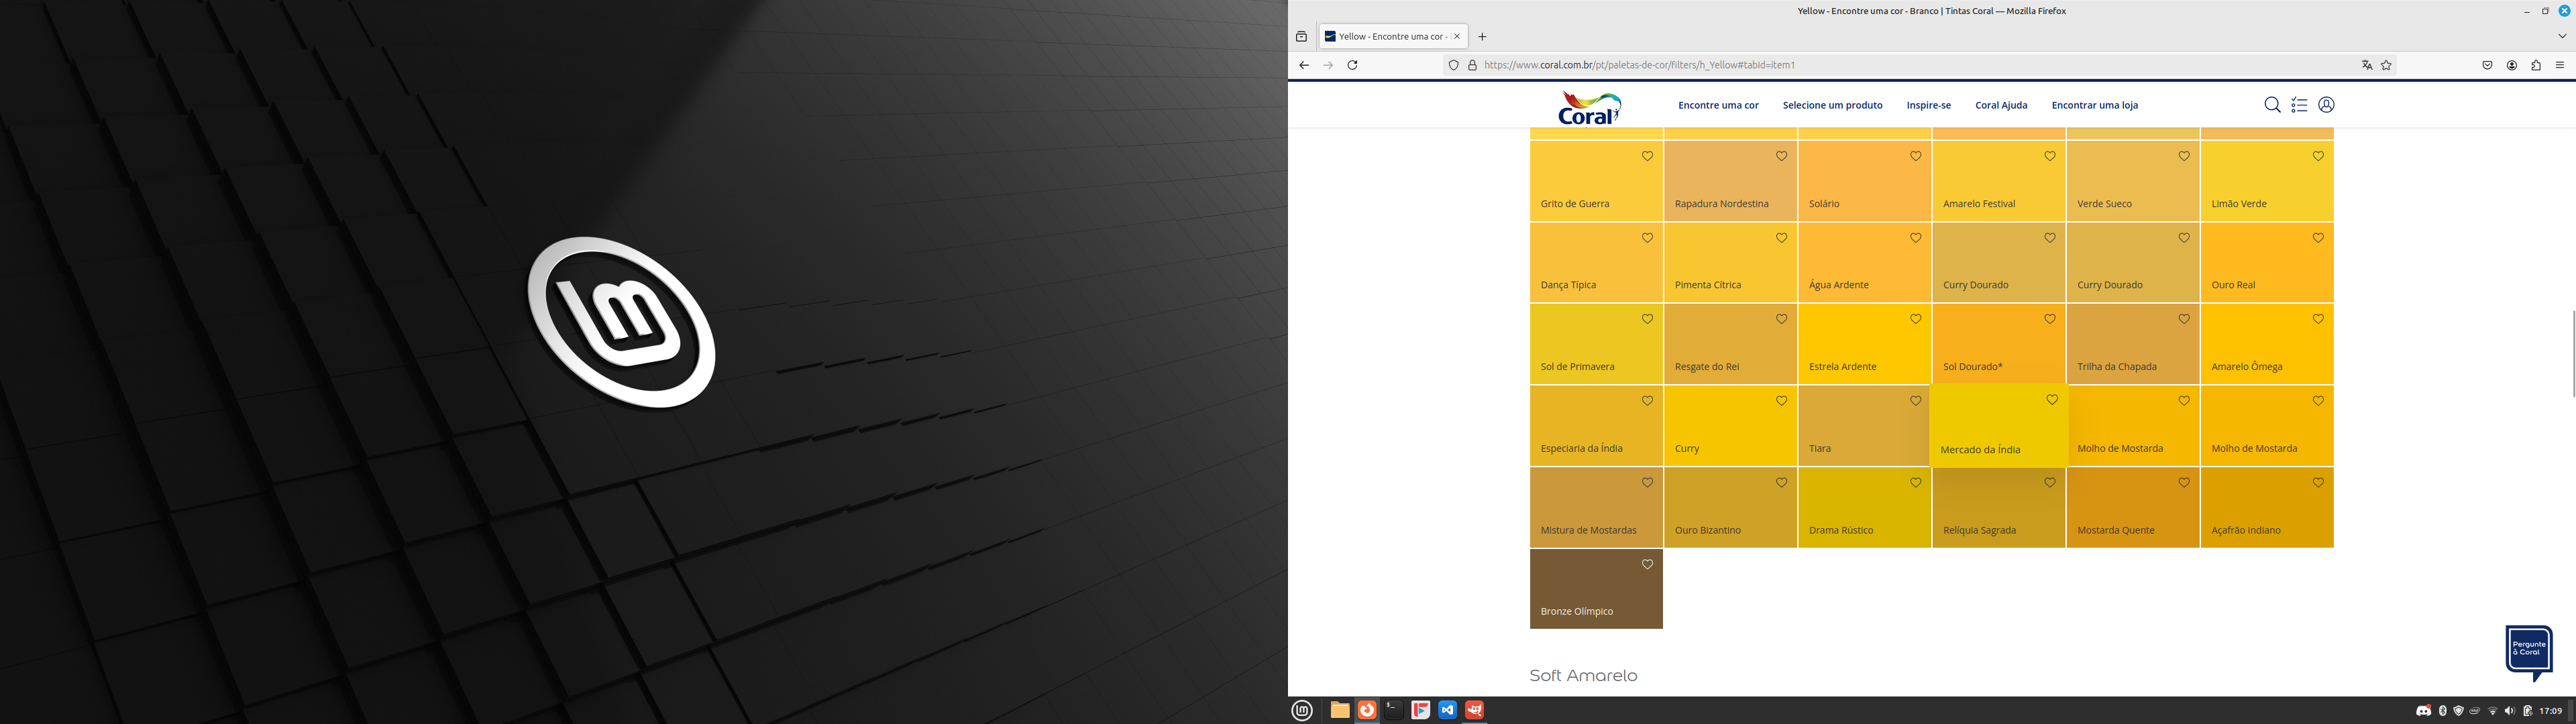 Yellow - Encontre uma cor - Branco | Tintas Coral — Mozilla Firefox
Yellow - Encontre uma cor -
https://www.coral.com.br/pt/paletas-de-cor/filters/h_Yellow#tabId=item1
Coral
Encontre uma cor
Selecione um produto
Inspire-se
Coral Ajuda
Encontrar uma loja
Grito de Guerra
Rapadura Nordestina
Solário
Amarelo Festival
Verde Sueco
Limão Verde
Dança Típica
Pimenta Cítrica
Água Ardente
Curry Dourado
Curry Dourado
Ouro Real
Sol de Primavera
Resgate do Rei
Estrela Ardente
Sol Dourado*
Trilha da Chapada
Amarelo Ômega
Especiaria da Índia
Curry
Tiara
Mercado da Índia
Molho de Mostarda
Molho de Mostarda
Mistura de Mostardas
Ouro Bizantino
Drama Rústico
Relíquia Sagrada
Mostarda Quente
Açafrão Indiano
Bronze Olímpico
Pergunte
à Coral
Soft Amarelo
17:09